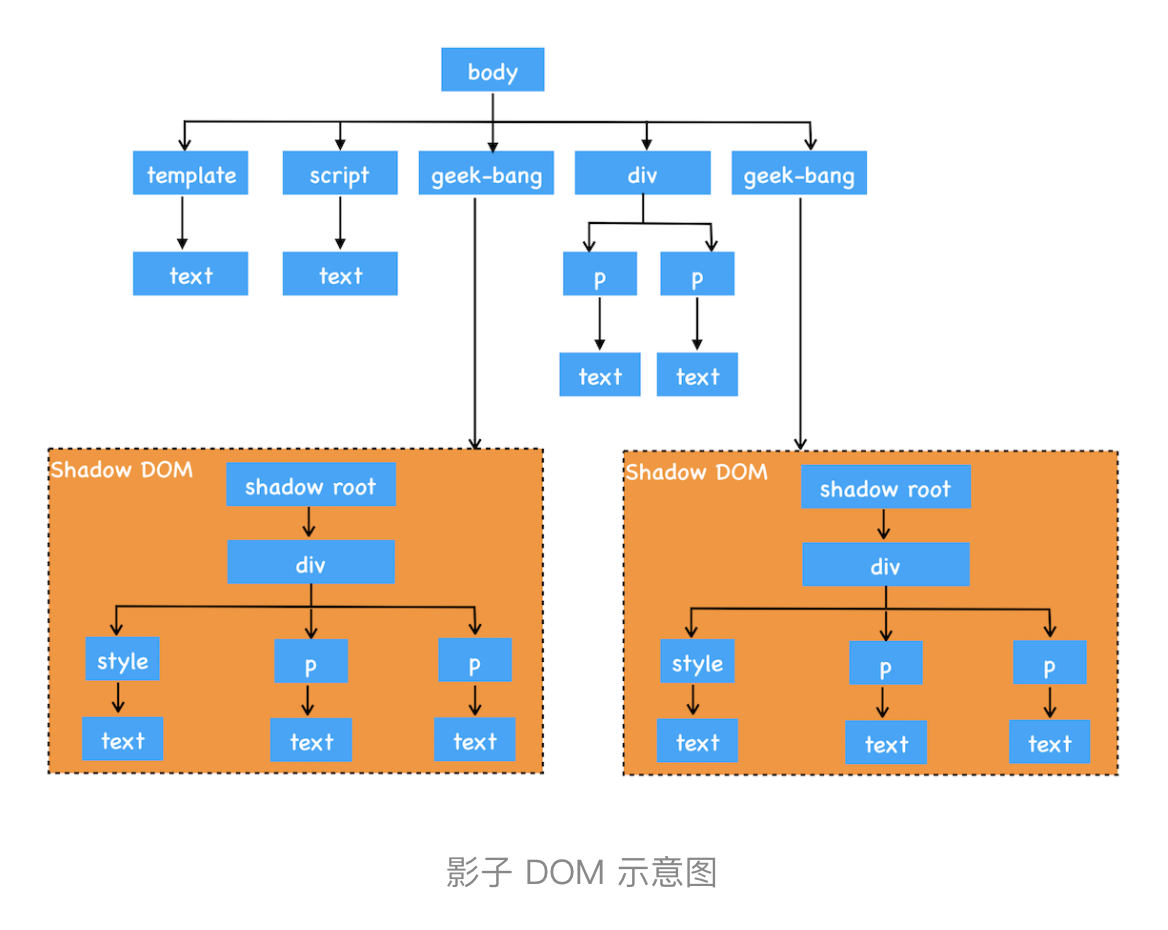 body
template
script
geek-bang
div
geek-bang
text
text
p
p
text
text
Shadow DOM
shadow root
div
style
p
p
text
text
text
Shadow DOM
shadow root
div
style
p
p
text
text
text
影子 DOM 示意图